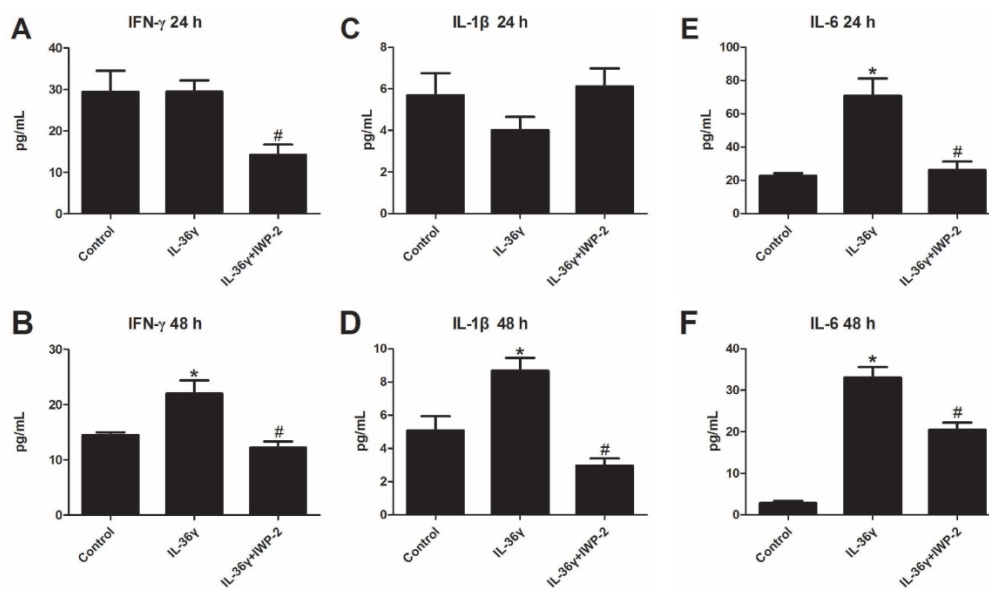 A
IFN-γ 24 h
pg/mL
40
30
20
10
0
#
Control
IL-36γ
IL-36γ+IWP-2
C
IL-1β 24 h
pg/mL
8
6
4
2
0
Control
IL-36γ
IL-36γ+IWP-2
E
IL-6 24 h
pg/mL
100
80
60
40
20
0
*
#
Control
IL-36γ
IL-36γ+IWP-2
B
IFN-γ 48 h
pg/mL
30
20
10
0
*
#
Control
IL-36γ
IL-36γ+IWP-2
D
IL-1β 48 h
pg/mL
10
8
6
4
2
0
*
#
Control
IL-36γ
IL-36γ+IWP-2
F
IL-6 48 h
pg/mL
40
30
20
10
0
*
#
Control
IL-36γ
IL-36γ+IWP-2